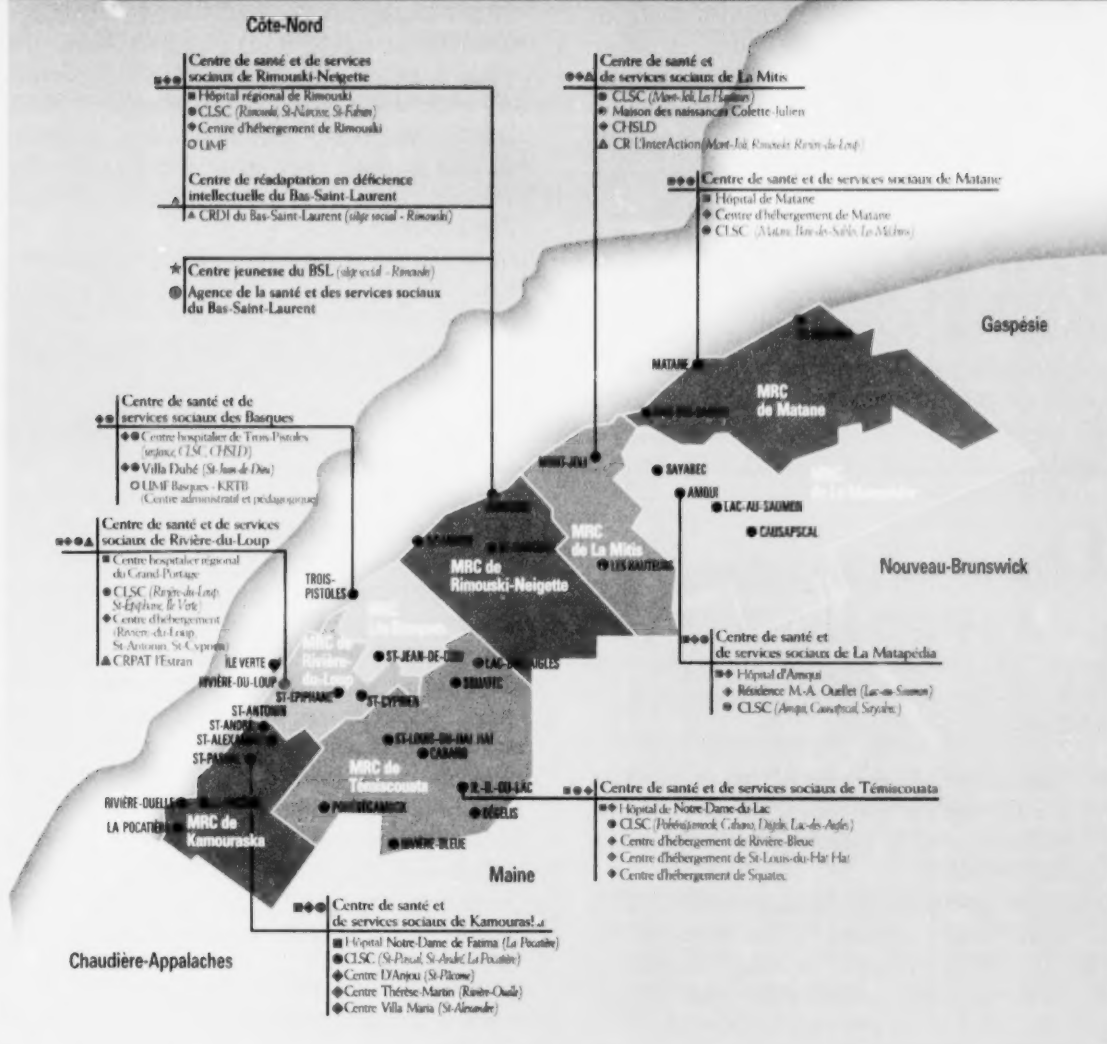 Côte-Nord
Centre de santé et de services
sociaux de Rimouski-Neigette
Hôpital régional de Rimouski
CLSC (Rimouski, St-Narcisse, St-Fabien)
Centre d'hébergement de Rimouski
UMF
Centre de réadaptation en déficience
intellectuelle du Bas-Saint-Laurent
CRDI du Bas-Saint-Laurent (siège social - Rimouski)
Centre jeunesse du BSL (siège social - Rimouski)
Agence de la santé et des services sociaux
du Bas-Saint-Laurent
Centre de santé et
de services sociaux de La Mitis
CLSC (Mont-Joli, Les Hauteurs)
Maison des naissances Colette-Julien
CHSLD
CR L'InterAction (Mont-Joli, Rimouski, Rivière-du-Loup)
Centre de santé et de services sociaux de Matane
Hôpital de Matane
Centre d'hébergement de Matane
CLSC (Matane, Baie-des-Sables, Les Méchins)
Gaspésie
MATANE
MRC
de Matane
Centre de santé et de
services sociaux des Basques
Centre hospitalier de Trois-Pistoles
(urgence, CLSC, CHSLD)
Villa Dubé (St-Jean-de-Dieu)
UMF Basques - KRTB
(Centre administratif et pédagogique)
MONT-JOLI
SAYABEC
AMQUI
LAC-AU-SAUMON
CAUSAPSCAL
Centre de santé et de services
sociaux de Rivière-du-Loup
Centre hospitalier régional
du Grand-Portage
CLSC (Rivière-du-Loup,
St-Épiphane, Île Verte)
Centre d'hébergement
(Rivière-du-Loup,
St-Antonin, St-Cyprien)
CRPAT l'Estran
MRC
de La Mitis
LES HAUTEURS
MRC de
Rimouski-Neigette
Nouveau-Brunswick
TROIS-
PISTOLES
MRC de
Rivière-
du-Loup
ST-JEAN-DE-DIEU
LAC-DES-AIGLES
ÎLE VERTE
RIVIÈRE-DU-LOUP
SQUATEC
ST-ÉPIPHANE
ST-CYPRIEN
ST-ANTONIN
ST-ANDRÉ
ST-ALEXANDRE
ST-PASCAL
ST-LOUIS-DU-HA! HA!
CABANO
MRC de
Témiscouata
N.-D.-DU-LAC
RIVIÈRE-OUELLE
POHÉNÉGAMOOK
DÉGELIS
LA POCATIÈRE
MRC de
Kamouraska
RIVIÈRE-BLEUE
Centre de santé et
de services sociaux de La Matapédia
Hôpital d'Amqui
Résidence M.-A. Ouellet (Lac-au-Saumon)
CLSC (Amqui, Causapscal, Sayabec)
Centre de santé et de services sociaux de Témiscouata
Hôpital de Notre-Dame-du-Lac
CLSC (Pohénégamook, Cabano, Dégelis, Lac-des-Aigles)
Centre d'hébergement de Rivière-Bleue
Centre d'hébergement de St-Louis-du-Ha! Ha!
Centre d'hébergement de Squatec
Maine
Centre de santé et
de services sociaux de Kamouraska
Hôpital Notre-Dame de Fatima (La Pocatière)
CLSC (St-Pascal, St-André, La Pocatière)
Centre D'Anjou (St-Pâcome)
Centre Thérèse-Martin (Rivière-Ouelle)
Centre Villa Maria (St-Alexandre)
Chaudière-Appalaches